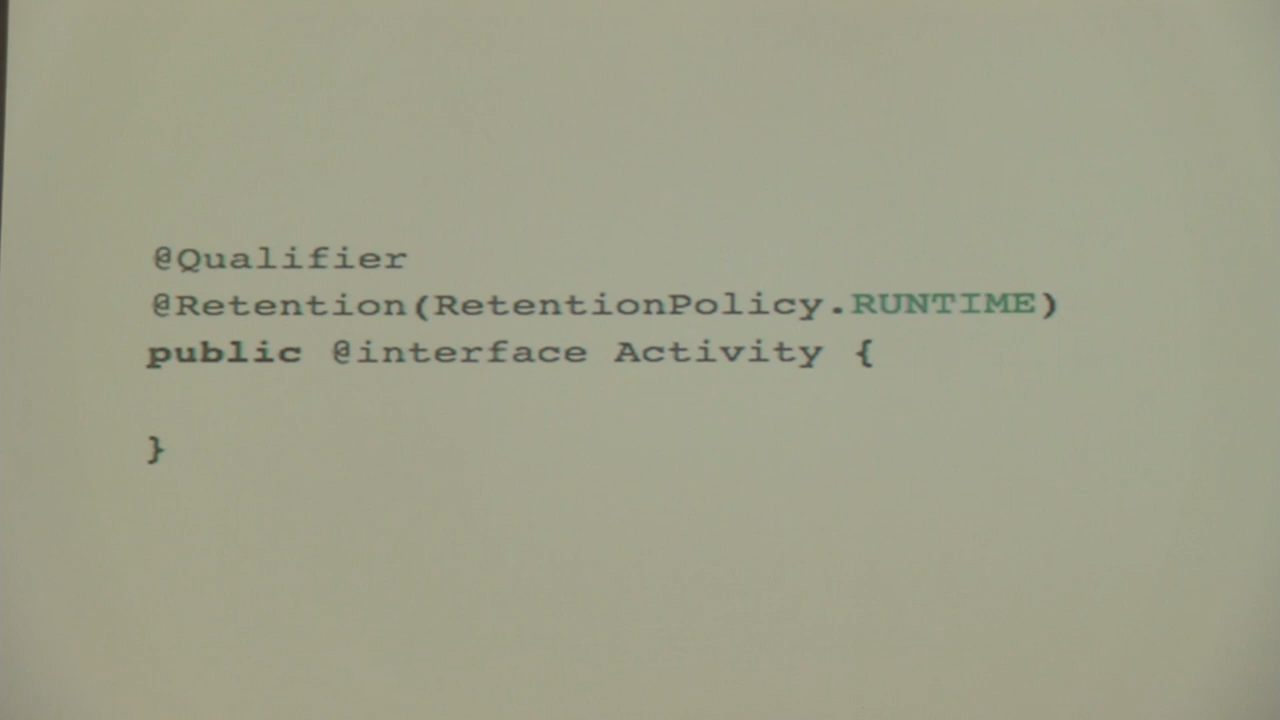 @Qualifier
@Retention(RetentionPolicy.RUNTIME)
public @interface Activity {
}